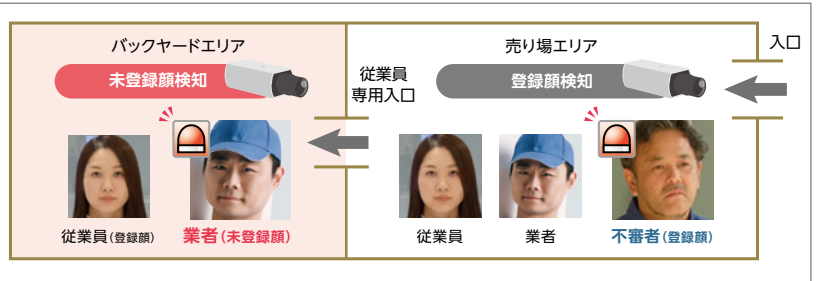 バックヤードエリア
未登録顔検知
従業員
専用入口
売り場エリア
登録顔検知
入口
従業員(登録顔)
業者(未登録顔)
従業員
業者
不審者(登録顔)